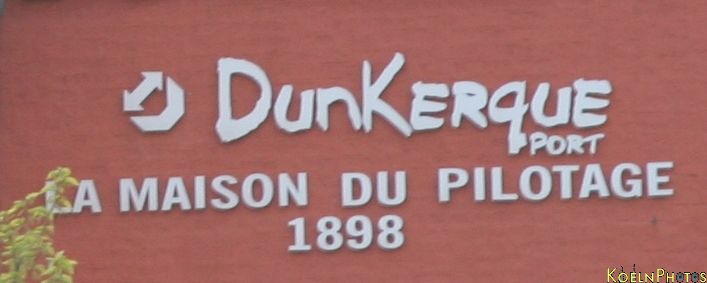 DunKerque
PORT
LA MAISON DU PILOTAGE
1898
KOELNPHOTOS